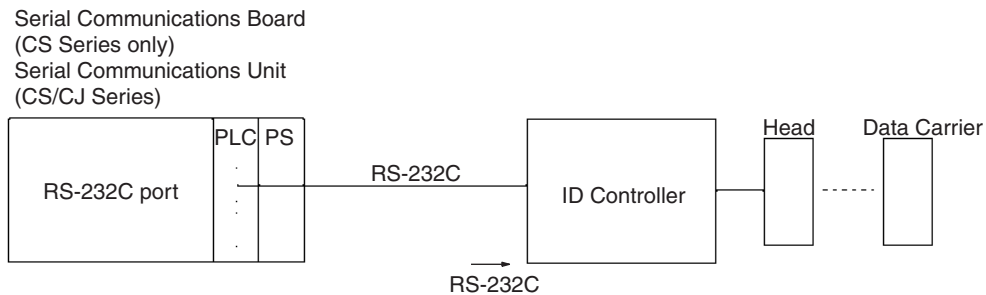 Serial Communications Board
(CS Series only)
Serial Communications Unit
(CS/CJ Series)
PLC PS
Head
Data Carrier
RS-232C port
RS-232C
ID Controller
RS-232C